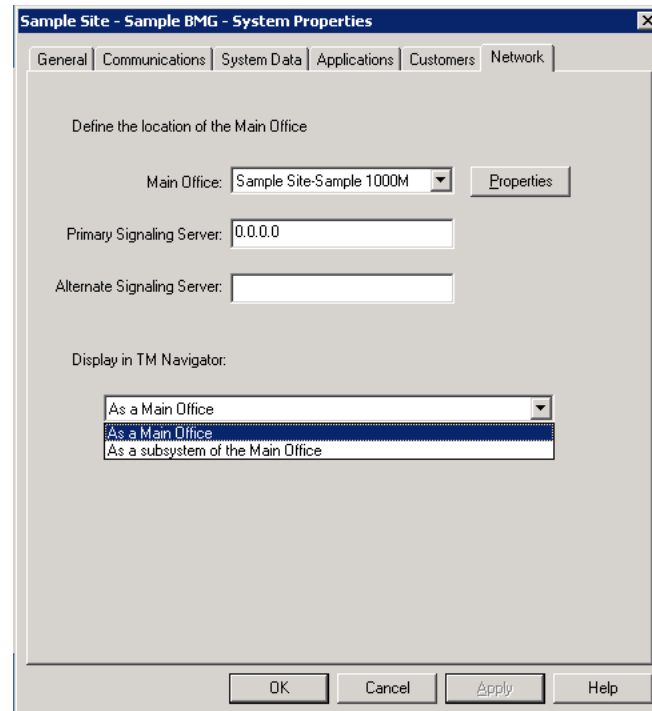 Sample Site - Sample BMG - System Properties
General Communications System Data Applications Customers Network
Define the location of the Main Office
Main Office: Sample Site-Sample 1000M Properties
Primary Signaling Server: 0.0.0.0
Alternate Signaling Server:
Display in TM Navigator:
As a Main Office
As a Main Office
As a subsystem of the Main Office
OK Cancel Apply Help